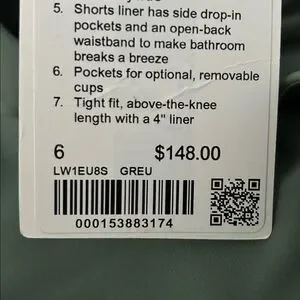 5. Shorts liner has side drop-in
pockets and an open-back
waistband to make bathroom
breaks a breeze
6. Pockets for optional, removable
cups
7. Tight fit, above-the-knee
length with a 4" liner
6 $148.00
LW1EU8S GREU
000153883174